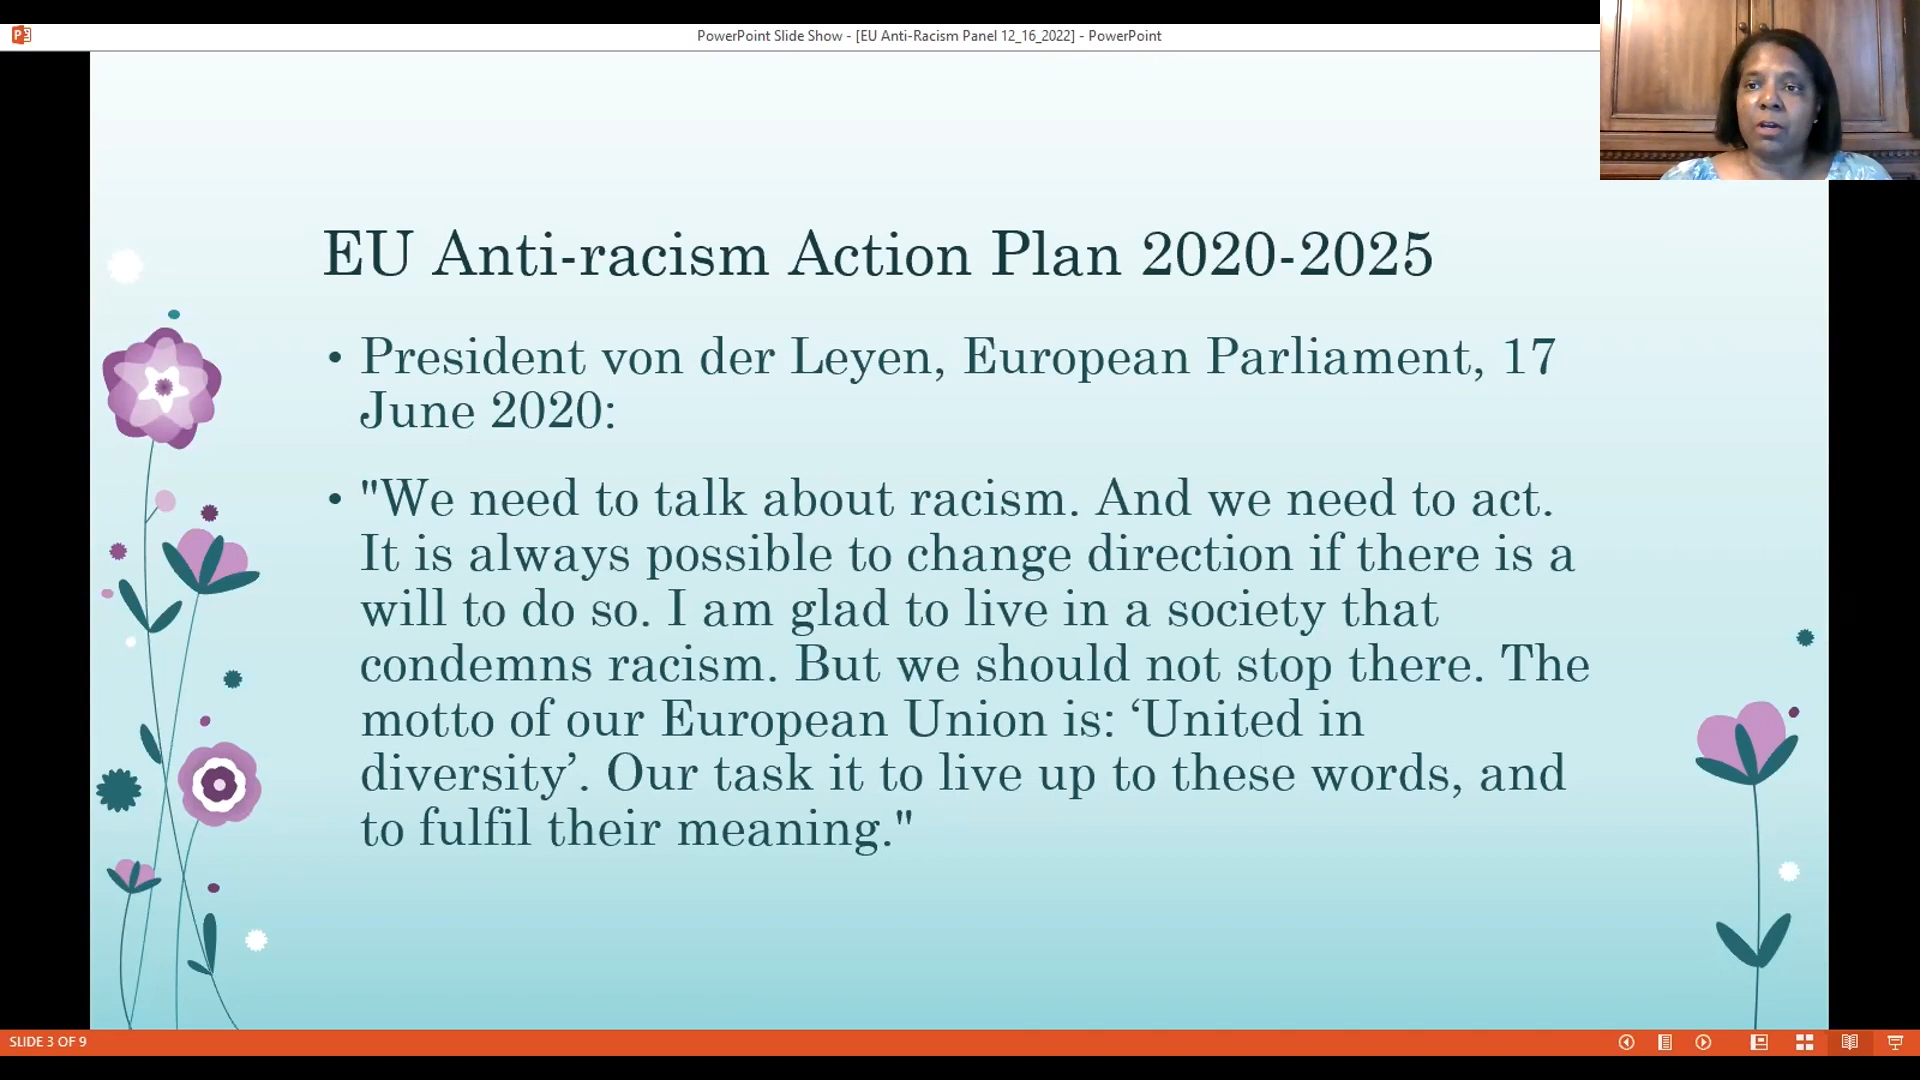 PowerPoint Slide Show - [EU Anti-Racism Panel 12_16_2022] - PowerPoint
EU Anti-racism Action Plan 2020-2025
• President von der Leyen, European Parliament, 17
June 2020:
• "We need to talk about racism. And we need to act.
It is always possible to change direction if there is a
will to do so. I am glad to live in a society that
condemns racism. But we should not stop there. The
motto of our European Union is: ‘United in
diversity’. Our task it to live up to these words, and
to fulfil their meaning."
SLIDE 3 OF 9